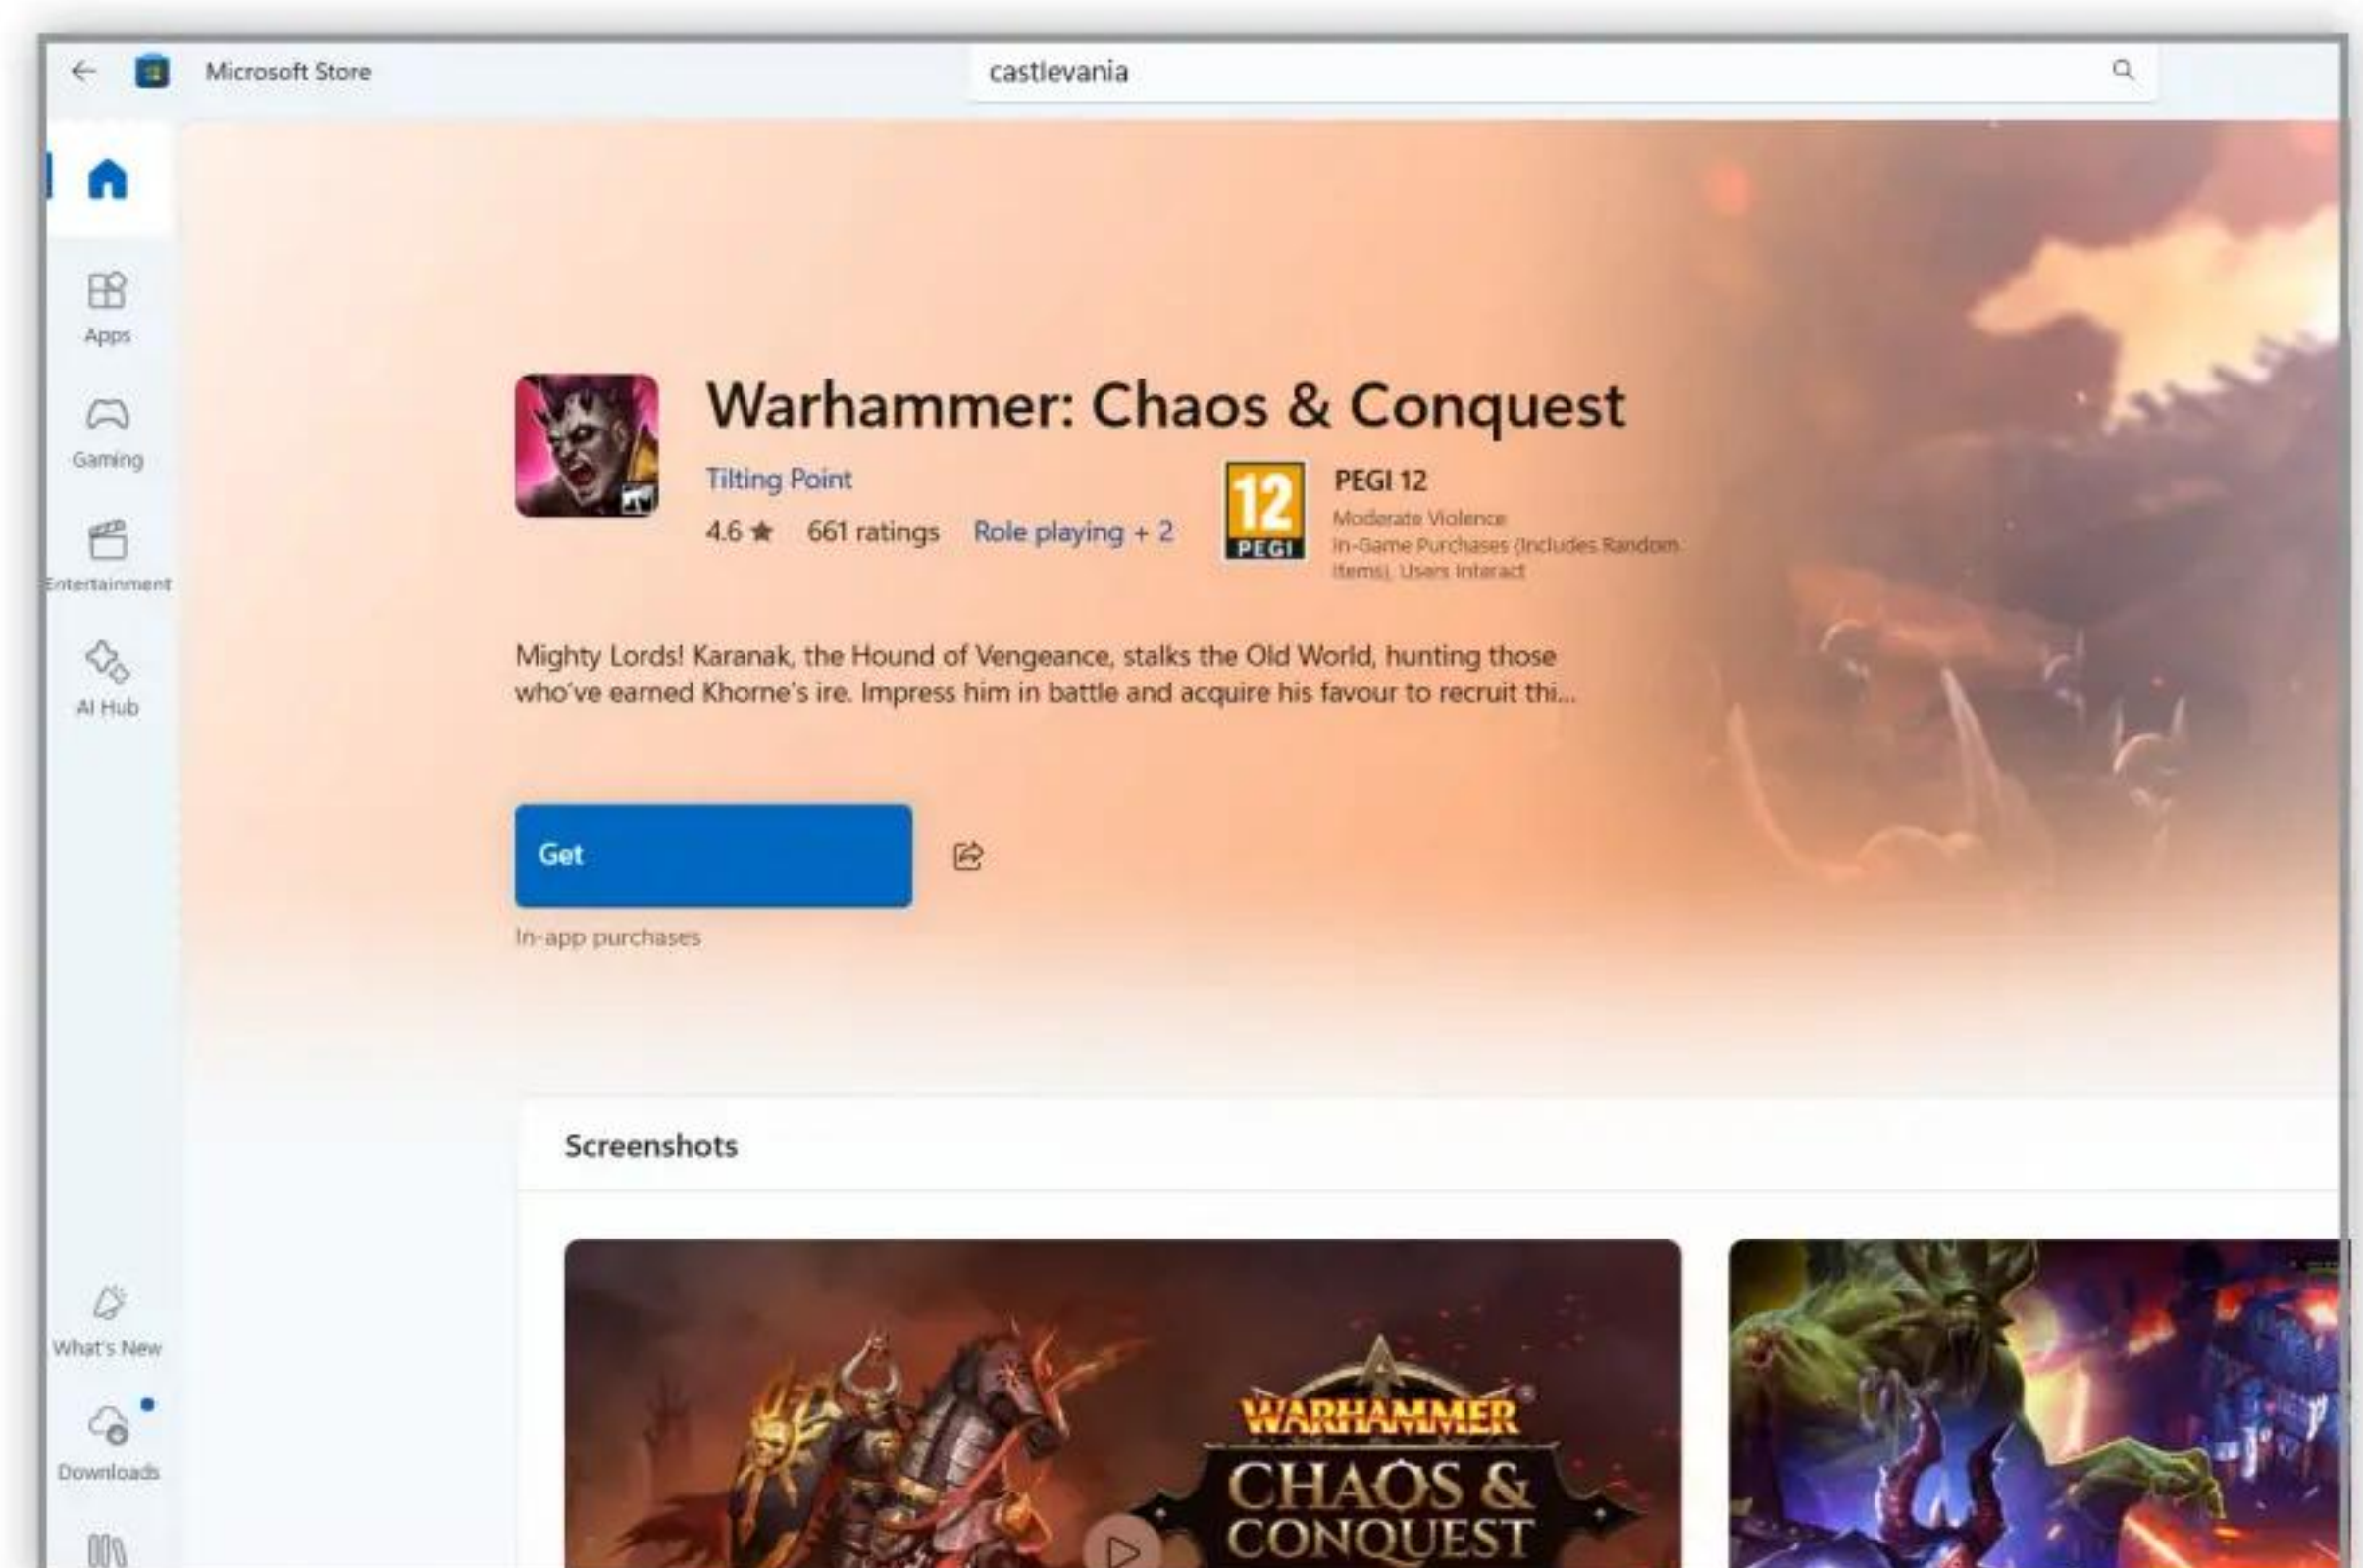 Microsoft Store
castlevania
Apps
Gaming
Entertainment
AI Hub
What's New
Downloads
Warhammer: Chaos & Conquest
Tilting Point
4.6 ★ 661 ratings Role playing + 2
12
PEGI
PEGI 12
Moderate Violence
In-Game Purchases (Includes Random
Items), Users Interact
Mighty Lords! Karanak, the Hound of Vengeance, stalks the Old World, hunting those
who've earned Khorne's ire. Impress him in battle and acquire his favour to recruit thi...
Get
In-app purchases
Screenshots
WARHAMMER
CHAOS &
CONQUEST